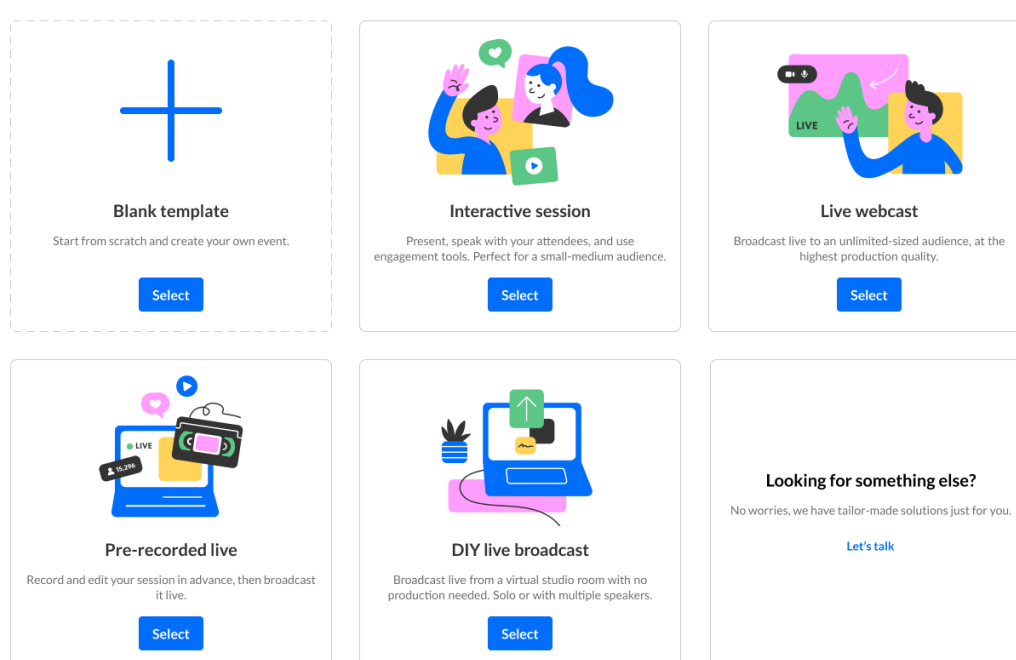 Blank template
Start from scratch and create your own event.
Select
Interactive session
Present, speak with your attendees, and use
engagement tools. Perfect for a small-medium audience.
Select
LIVE
Live webcast
Broadcast live to an unlimited-sized audience, at the
highest production quality.
Select
LIVE
15,296
Pre-recorded live
Record and edit your session in advance, then broadcast
it live.
Select
DIY live broadcast
Broadcast live from a virtual studio room with no
production needed. Solo or with multiple speakers.
Select
Looking for something else?
No worries, we have tailor-made solutions just for you.
Let's talk